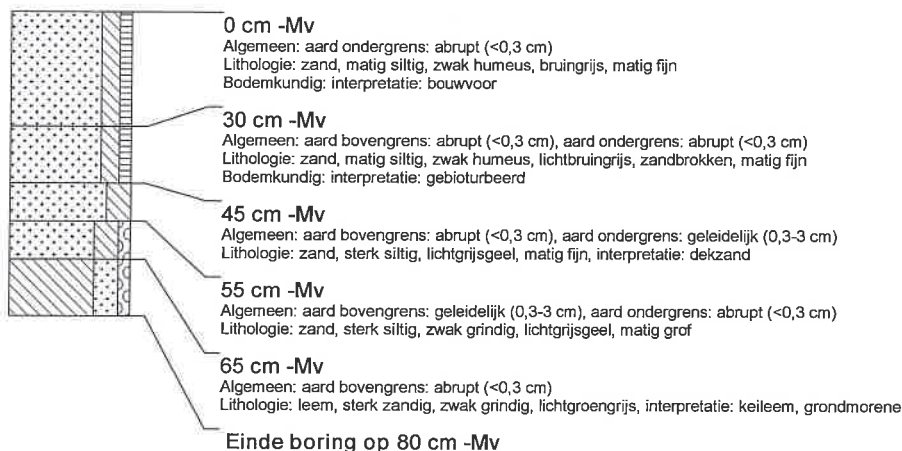 0 cm -Mv
Algemeen: aard ondergrens: abrupt (<0,3 cm)
Lithologie: zand, matig siltig, zwak humeus, bruingrijs, matig fijn
Bodemkundig: interpretatie: bouwvoor
30 cm -Mv
Algemeen: aard bovengrens: abrupt (<0,3 cm), aard ondergrens: abrupt (<0,3 cm)
Lithologie: zand, matig siltig, zwak humeus, lichtbruingrijs, zandbrokken, matig fijn
Bodemkundig: interpretatie: gebioturbeerd
45 cm -Mv
Algemeen: aard bovengrens: abrupt (<0,3 cm), aard ondergrens: geleidelijk (0,3-3 cm)
Lithologie: zand, sterk siltig, lichtgrijsgeel, matig fijn, interpretatie: dekzand
55 cm -Mv
Algemeen: aard bovengrens: geleidelijk (0,3-3 cm), aard ondergrens: abrupt (<0,3 cm)
Lithologie: zand, sterk siltig, zwak grindig, lichtgrijsgeel, matig grof
65 cm -Mv
Algemeen: aard bovengrens: abrupt (<0,3 cm)
Lithologie: leem, sterk zandig, zwak grindig, lichtgroengrijs, interpretatie: keileem, grondmorene
Einde boring op 80 cm -Mv